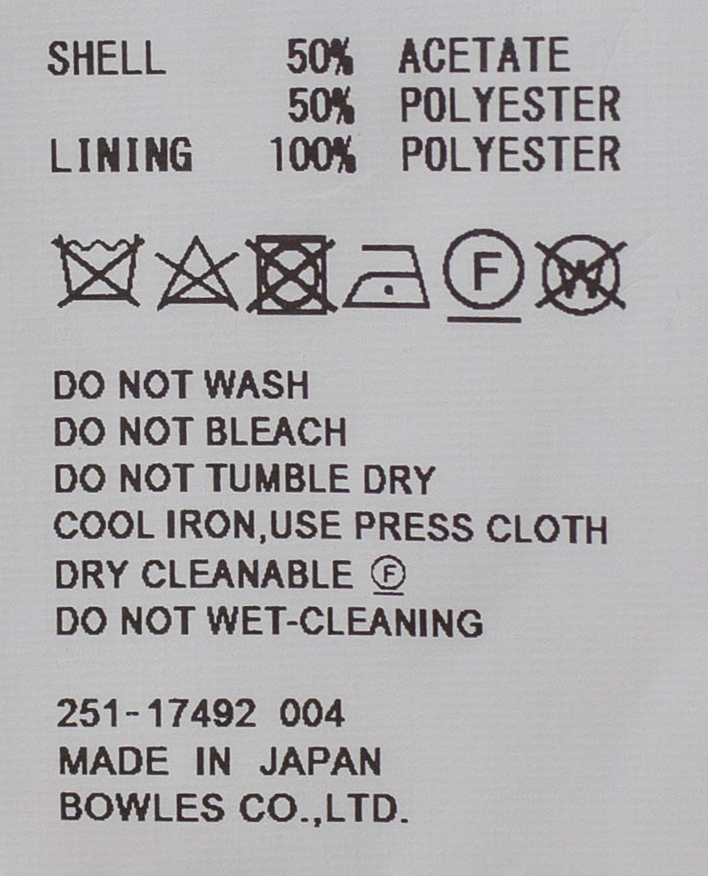 SHELL 50% ACETATE
50% POLYESTER
LINING 100% POLYESTER
F W
DO NOT WASH
DO NOT BLEACH
DO NOT TUMBLE DRY
COOL IRON,USE PRESS CLOTH
DRY CLEANABLE Ⓕ
DO NOT WET-CLEANING
251-17492 004
MADE IN JAPAN
BOWLES CO.,LTD.